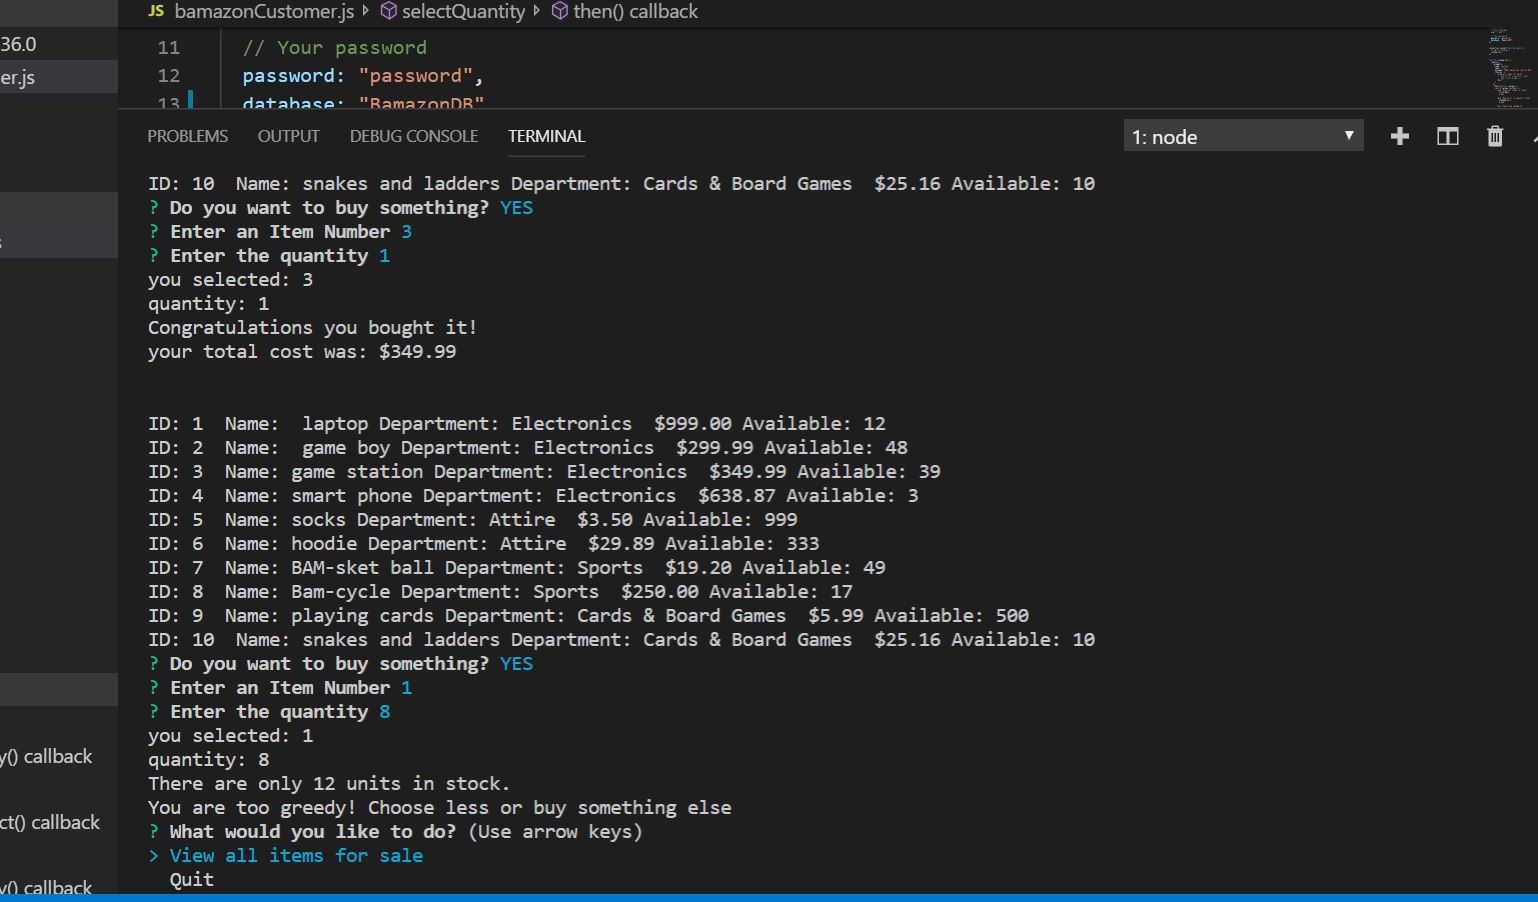 JS bamazonCustomer.js selectQuantity then() callback
36.0
er.js
11 // Your password
12 password: "password",
13 database: "BamazonDB"
PROBLEMS OUTPUT DEBUG CONSOLE TERMINAL 1: node
ID: 10  Name: snakes and ladders Department: Cards & Board Games  $25.16 Available: 10
? Do you want to buy something? YES
? Enter an Item Number 3
? Enter the quantity 1
you selected: 3
quantity: 1
Congratulations you bought it!
your total cost was: $349.99
ID: 1  Name:  laptop Department: Electronics  $999.00 Available: 12
ID: 2  Name:  game boy Department: Electronics  $299.99 Available: 48
ID: 3  Name: game station Department: Electronics  $349.99 Available: 39
ID: 4  Name: smart phone Department: Electronics  $638.87 Available: 3
ID: 5  Name: socks Department: Attire  $3.50 Available: 999
ID: 6  Name: hoodie Department: Attire  $29.89 Available: 333
ID: 7  Name: BAM-sket ball Department: Sports  $19.20 Available: 49
ID: 8  Name: Bam-cycle Department: Sports  $250.00 Available: 17
ID: 9  Name: playing cards Department: Cards & Board Games  $5.99 Available: 500
ID: 10  Name: snakes and ladders Department: Cards & Board Games  $25.16 Available: 10
? Do you want to buy something? YES
? Enter an Item Number 1
? Enter the quantity 8
you selected: 1
quantity: 8
There are only 12 units in stock.
You are too greedy! Choose less or buy something else
? What would you like to do? (Use arrow keys)
> View all items for sale
Quit
y() callback
ct() callback
y() callback